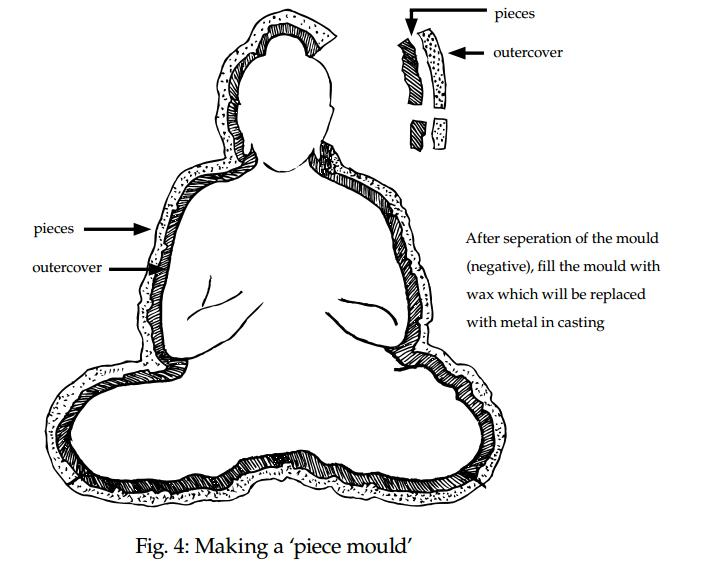 pieces
outercover
pieces
outercover
After seperation of the mould
(negative), fill the mould with
wax which will be replaced
with metal in casting
Fig. 4: Making a ‘piece mould’